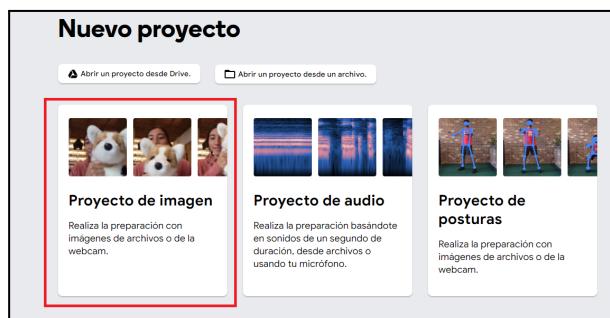 Nuevo proyecto
Abrir un proyecto desde Drive.
Abrir un proyecto desde un archivo.
Proyecto de imagen
Realiza la preparación con
imágenes de archivos o de la
webcam.
Proyecto de audio
Realiza la preparación basándote
en sonidos de un segundo de
duración, desde archivos o
usando tu micrófono.
Proyecto de
posturas
Realiza la preparación con
imágenes de archivos o de la
webcam.